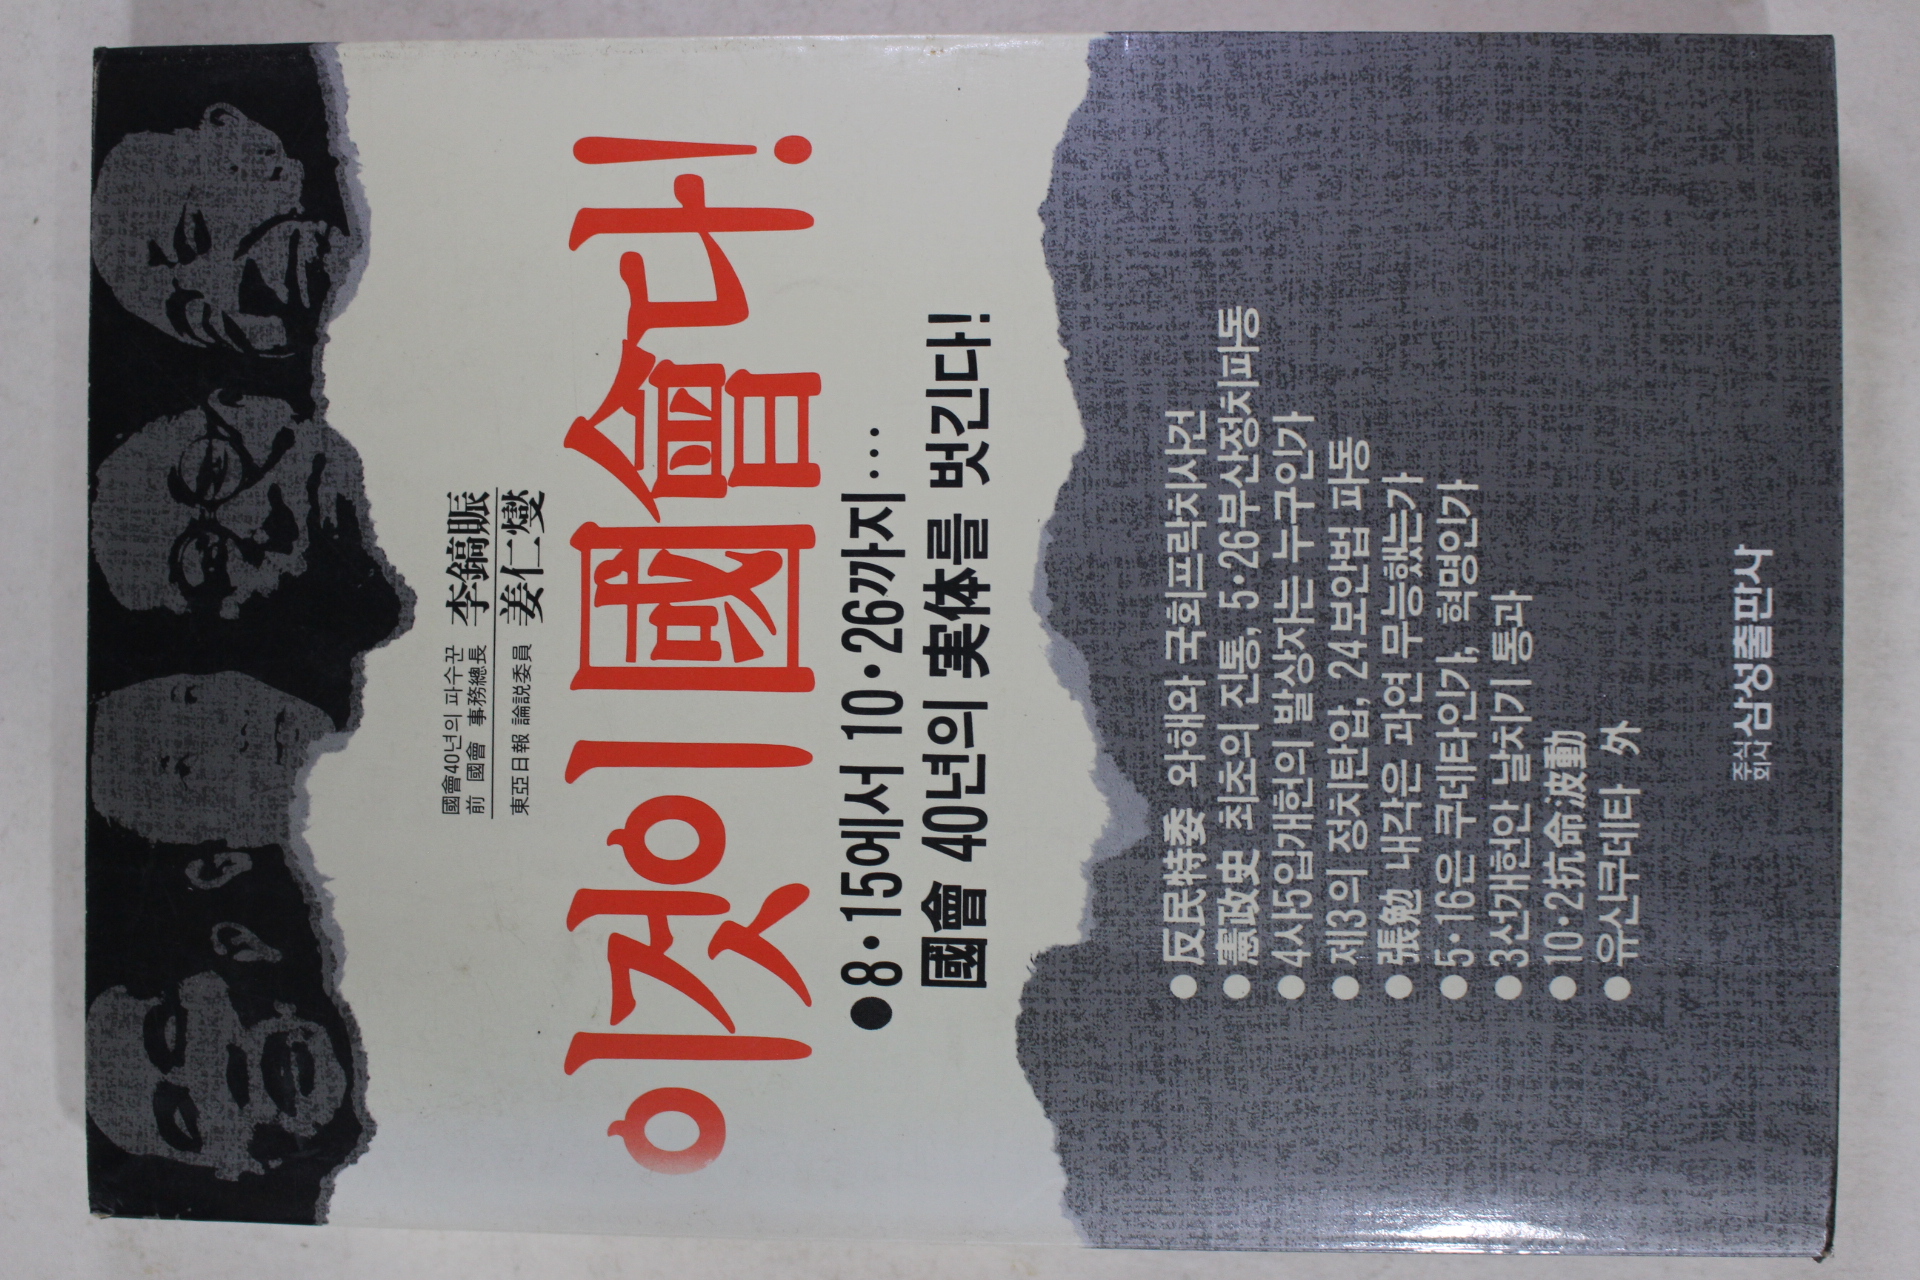 國會40년의 파수꾼
前 國會 事務總長 李鎬賑
東亞日報 論説委員 姜仁燮
이것이 國會다!
●8·15에서 10·26까지…
國會 40년의 実体를 벗긴다!
●反民特委 와해와 국회프락치사건
●憲政史 최초의 진통, 5·26부산정치파동
●4사5입개헌의 발상자는 누구인가
●제3의 정치탄압, 24보안법 파동
●張勉 내각은 과연 무능했는가
●5·16은 쿠데타인가, 혁명인가
●3선개헌안 날치기 통과
●10·2抗命波動
●유신쿠데타 外
주식회사 삼성출판사